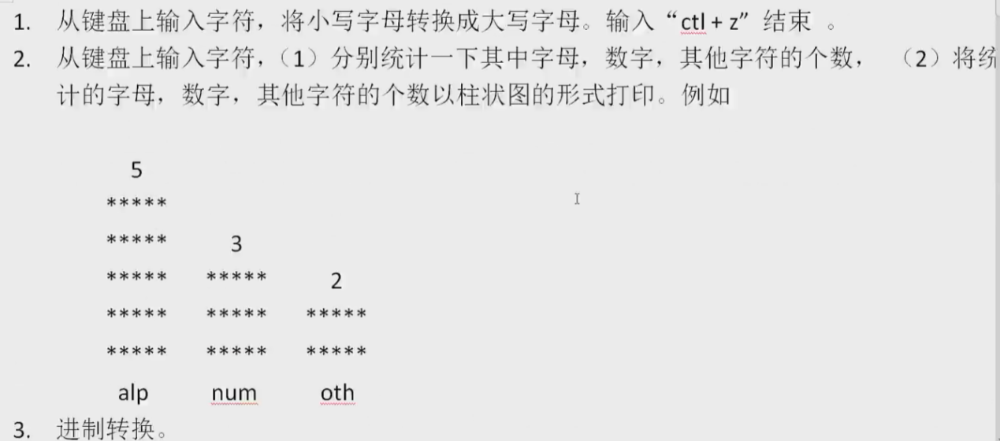 1. 从键盘上输入字符，将小写字母转换成大写字母。输入“ctl + z” 结束 。
2. 从键盘上输入字符，（1）分别统计一下其中字母，数字，其他字符的个数， （2）将统
计的字母，数字，其他字符的个数以柱状图的形式打印。例如
5
*****
***** 3
***** ***** 2
***** ***** *****
***** ***** *****
alp num oth
3. 进制转换。